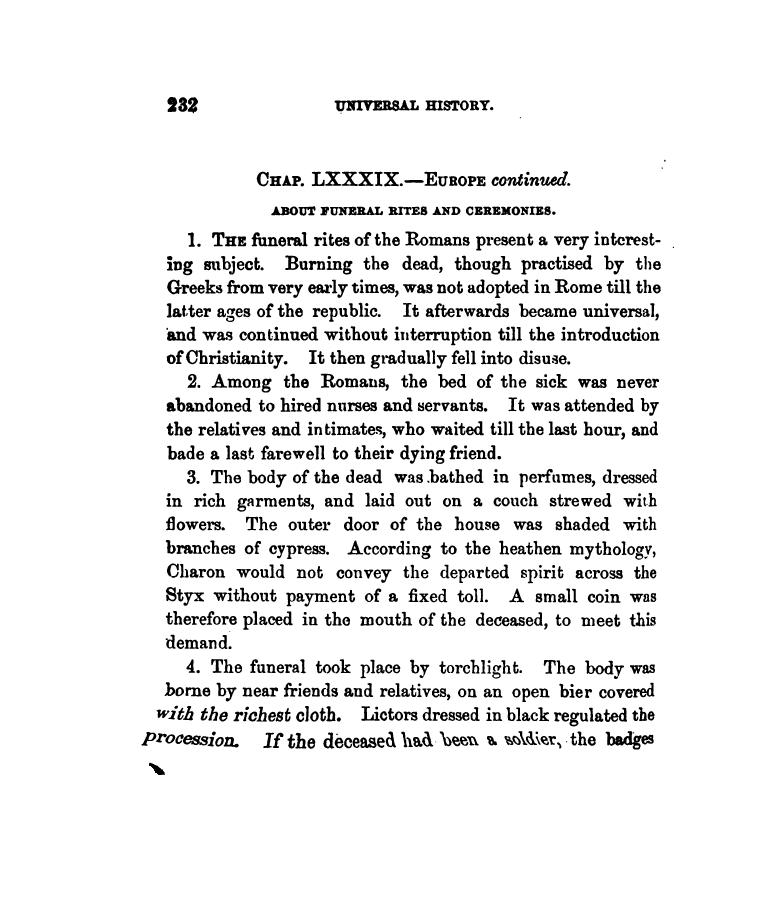 232 UNIVERSAL HISTORY.
CHAP. LXXXIX.—EUROPE continued.
ABOUT FUNERAL RITES AND CEREMONIES.
1. THE funeral rites of the Romans present a very interest-
ing subject. Burning the dead, though practised by the
Greeks from very early times, was not adopted in Rome till the
latter ages of the republic. It afterwards became universal,
and was continued without interruption till the introduction
of Christianity. It then gradually fell into disuse.
2. Among the Romans, the bed of the sick was never
abandoned to hired nurses and servants. It was attended by
the relatives and intimates, who waited till the last hour, and
bade a last farewell to their dying friend.
3. The body of the dead was bathed in perfumes, dressed
in rich garments, and laid out on a couch strewed with
flowers. The outer door of the house was shaded with
branches of cypress. According to the heathen mythology,
Charon would not convey the departed spirit across the
Styx without payment of a fixed toll. A small coin was
therefore placed in the mouth of the deceased, to meet this
demand.
4. The funeral took place by torchlight. The body was
borne by near friends and relatives, on an open bier covered
with the richest cloth. Lictors dressed in black regulated the
procession. If the deceased had been a soldier, the badges